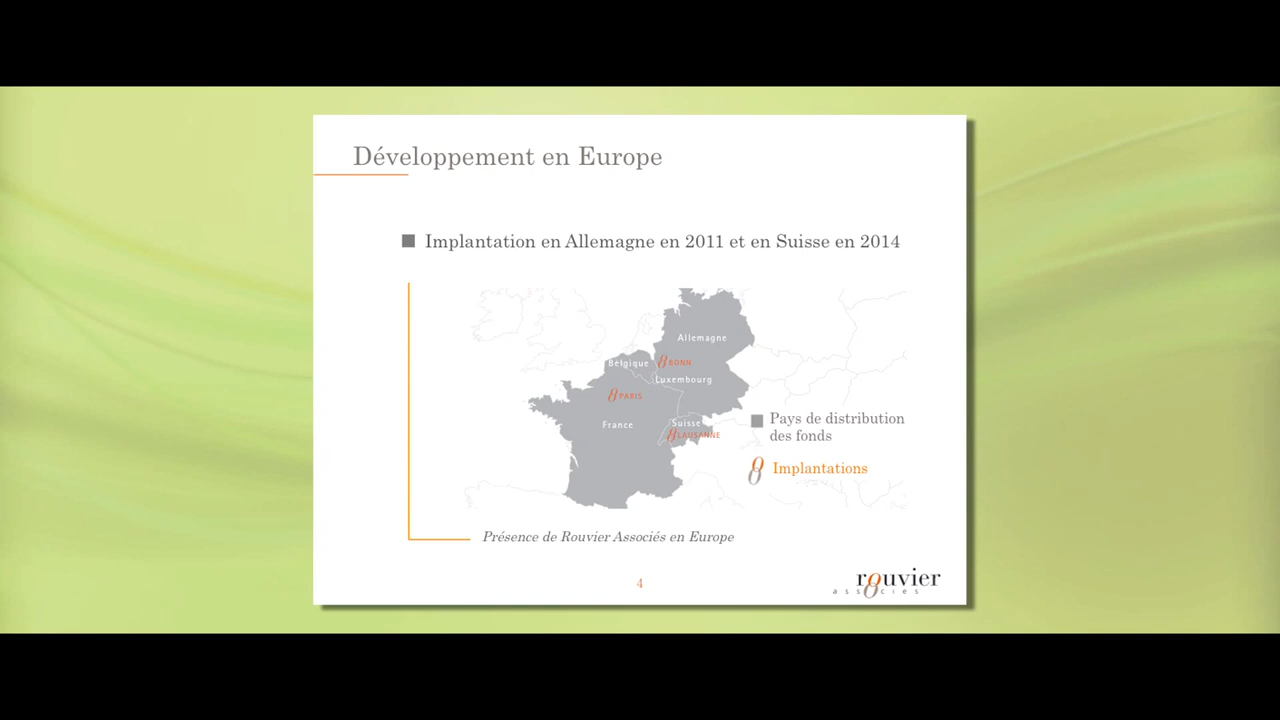 Développement en Europe
Implantation en Allemagne en 2011 et en Suisse en 2014
Allemagne
Belgique
BONN
Luxembourg
PARIS
France
Suisse
LAUSANNE
Pays de distribution
des fonds
Implantations
Présence de Rouvier Associés en Europe
4
rouvier
associés